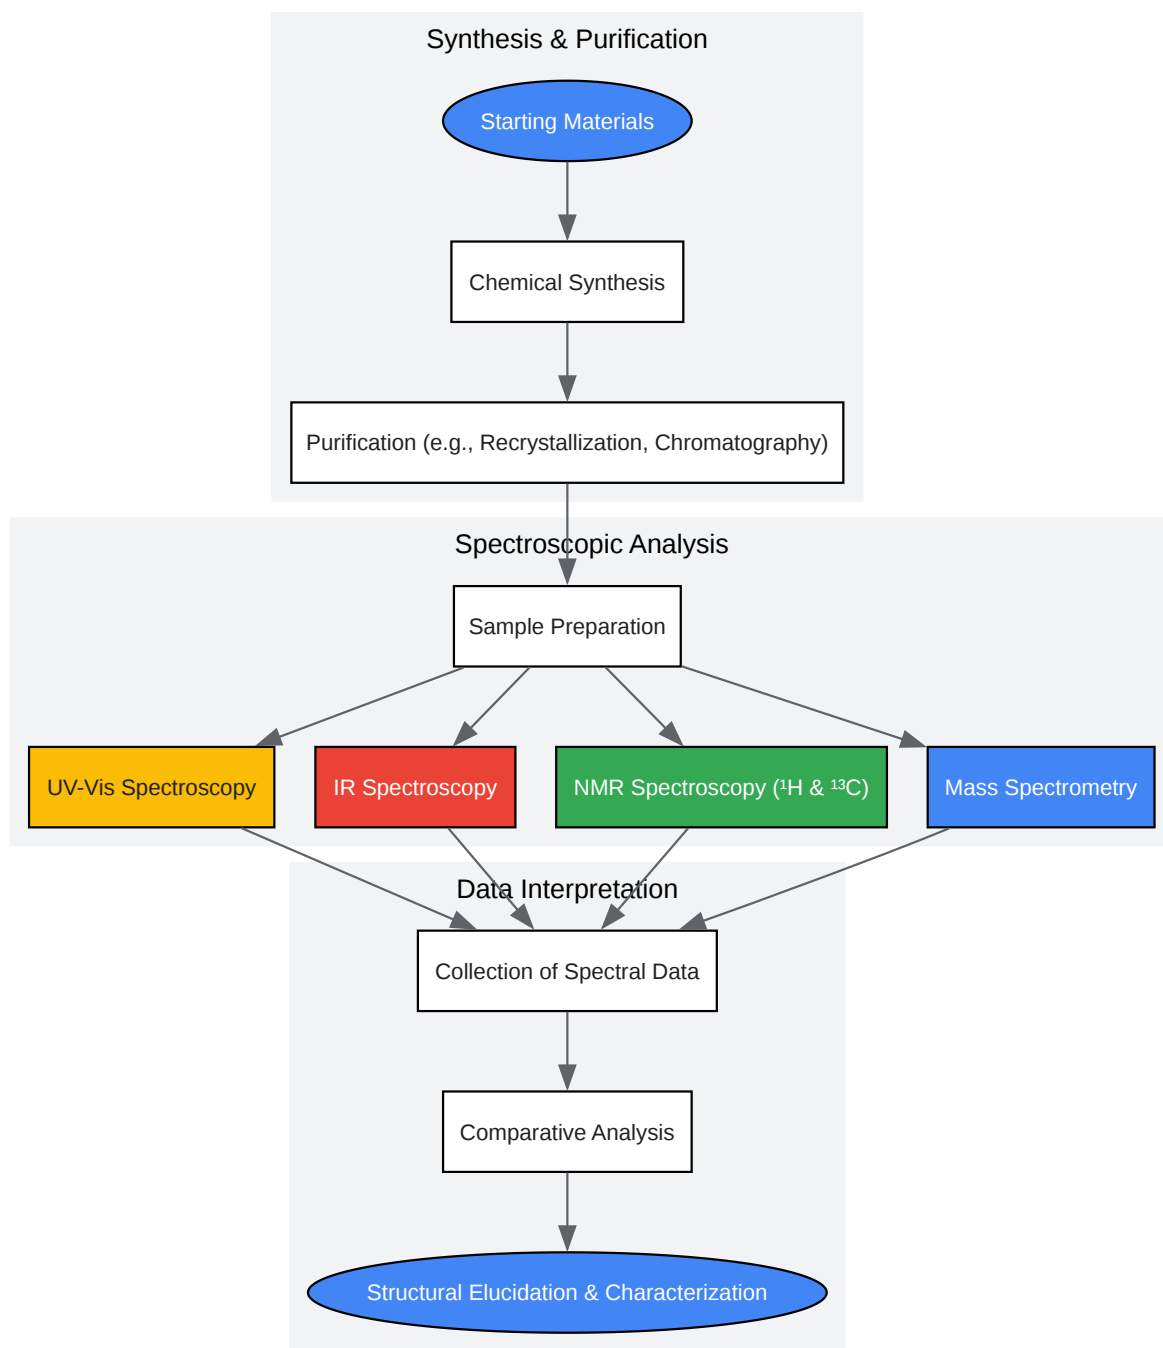 Synthesis & Purification
Starting Materials
Chemical Synthesis
Purification (e.g., Recrystallization, Chromatography)
Spectroscopic Analysis
Sample Preparation
UV-Vis Spectroscopy
IR Spectroscopy
NMR Spectroscopy (¹H & ¹³C)
Mass Spectrometry
Data Interpretation
Collection of Spectral Data
Comparative Analysis
Structural Elucidation & Characterization